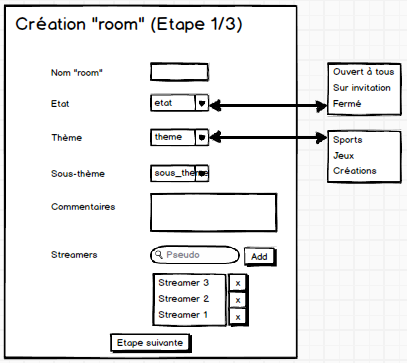 Création "room" (Etape 1/3)
Nom "room"
Etat
etat
Ouvert à tous
Sur invitation
Fermé
Thème
theme
Sports
Jeux
Créations
Sous-thème
sous_theme
Commentaires
Streamers
Pseudo
Add
Streamer 3
x
Streamer 2
x
Streamer 1
x
Etape suivante